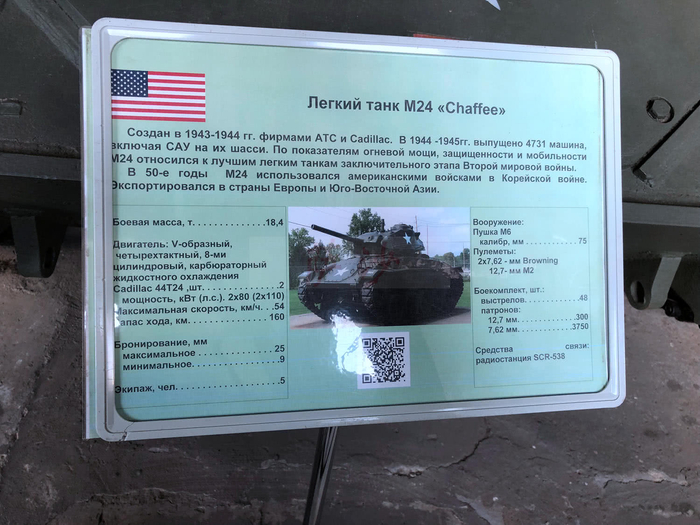 Легкий танк М24 «Chaffee»
Создан в 1943-1944 гг. фирмами АТС и Cadillac. В 1944 -1945гг. выпущено 4731 машина,
включая САУ на их шасси. По показателям огневой мощи, защищенности и мобильности
М24 относился к лучшим легким танкам заключительного этапа Второй мировой войны.
В 50-е годы М24 использовался американскими войсками в Корейской войне.
Экспортировался в страны Европы и Юго-Восточной Азии.
Боевая масса, т. . . . . . . . . . . . . . . . 18,4
Двигатель: V-образный,
четырехтактный, 8-ми
цилиндровый, карбюраторный
жидкостного охлаждения
Cadillac 44T24 ,шт. . . . . . . . . . . . .2
мощность, кВт (л.с.). 2х80 (2х110)
Максимальная скорость, км/ч. . .54
Запас хода, км. . . . . . . . . . . . . . . 160
Бронирование, мм
максимальное . . . . . . . . . . . . . 25
минимальное. . . . . . . . . . . . . . .9
Экипаж, чел. . . . . . . . . . . . . . . . . .5
Вооружение:
Пушка М6
калибр, мм . . . . . . . . . . . . . 75
Пулеметы:
2х7,62 - мм Browning
12,7- мм М2
Боекомплект, шт.:
выстрелов. . . . . . . . . . . . . .48
патронов:
12,7 мм. . . . . . . . . . . . . . .300
7,62 мм. . . . . . . . . . . . . .3750
Средства связи:
радиостанция SCR-538